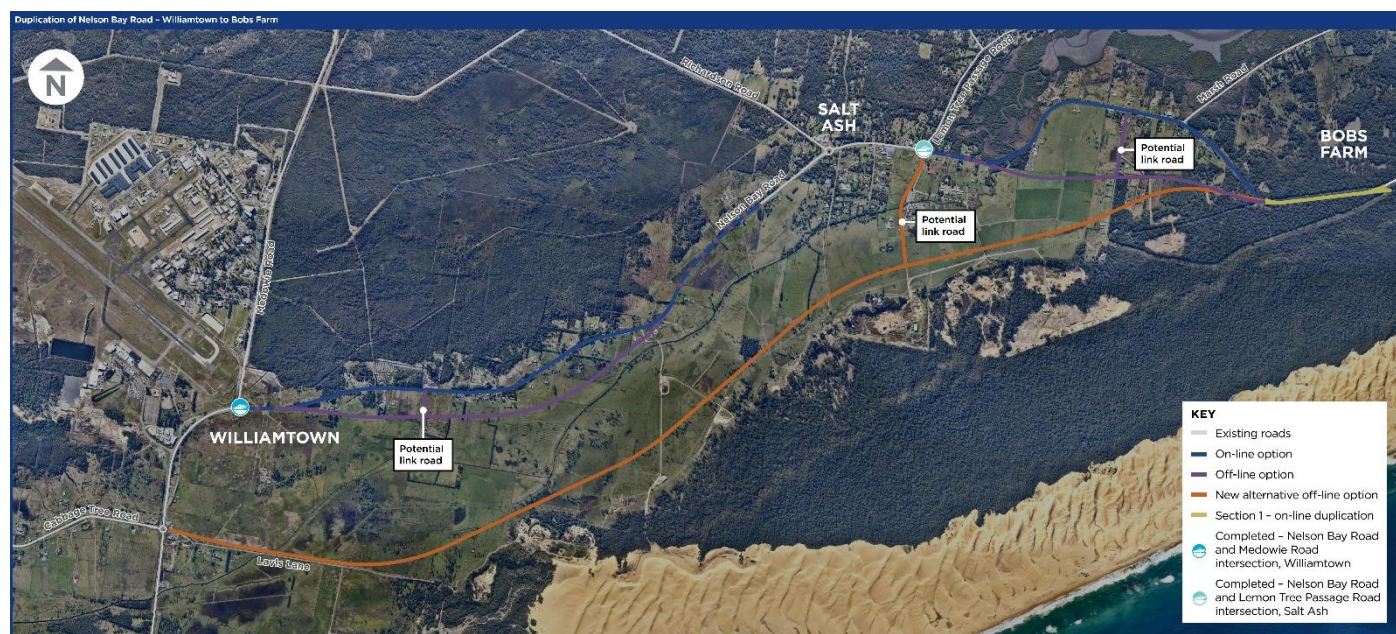 Duplication of Nelson Bay Road – Williamtown to Bobs Farm
N
Richardson Road
Lemon Tree Passage Road
SALT
ASH
Marsh Road
BOBS
FARM
Potential
link road
Nelson Bay Road
Potential
link road
Medowie Road
WILLIAMTOWN
Potential
link road
Cabbage Tree Road
Lavis Lane
KEY
Existing roads
On-line option
Off-line option
New alternative off-line option
Section 1 – on-line duplication
Completed – Nelson Bay Road
and Medowie Road
intersection, Williamtown
Completed – Nelson Bay Road
and Lemon Tree Passage Road
intersection, Salt Ash